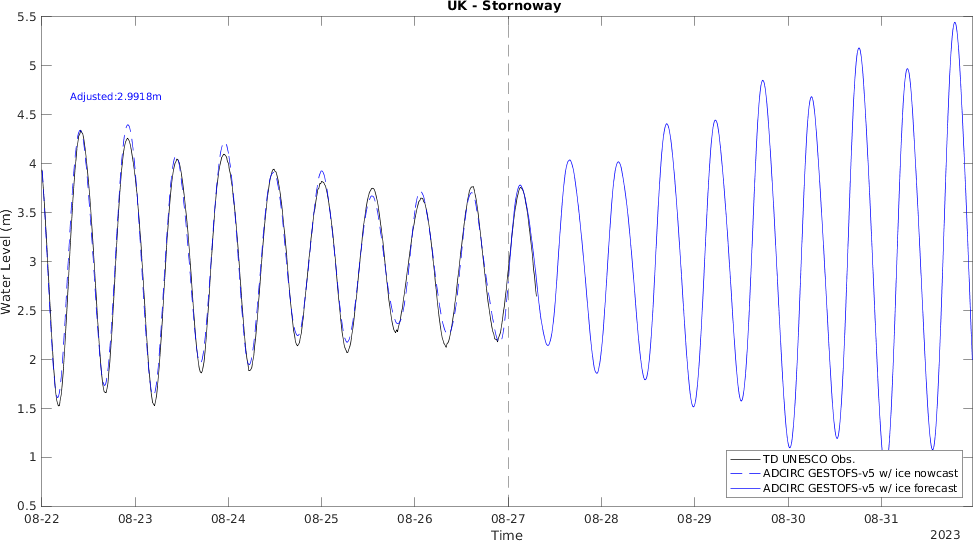 UK - Stornoway
5.5
5
4.5
4
3.5
3
2.5
2
1.5
1
0.5
Water Level (m)
Adjusted:2.9918m
TD UNESCO Obs.
ADCIRC GESTOFS-v5 w/ ice nowcast
ADCIRC GESTOFS-v5 w/ ice forecast
08-22 08-23 08-24 08-25 08-26 08-27 08-28 08-29 08-30 08-31
Time
2023